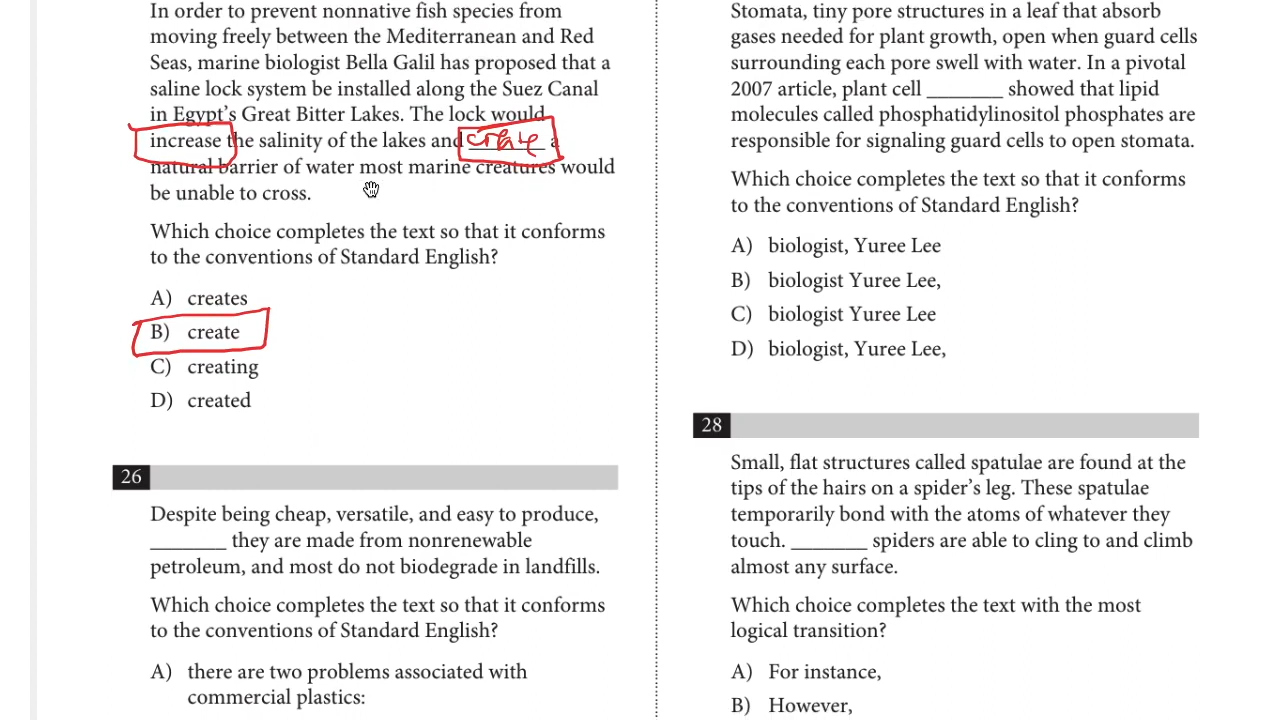 In order to prevent nonnative fish species from
moving freely between the Mediterranean and Red
Seas, marine biologist Bella Galil has proposed that a
saline lock system be installed along the Suez Canal
in Egypt's Great Bitter Lakes. The lock would
increase the salinity of the lakes and create a
natural barrier of water most marine creatures would
be unable to cross.
Which choice completes the text so that it conforms
to the conventions of Standard English?
A) creates
B) create
C) creating
D) created
26
Despite being cheap, versatile, and easy to produce,
_______ they are made from nonrenewable
petroleum, and most do not biodegrade in landfills.
Which choice completes the text so that it conforms
to the conventions of Standard English?
A) there are two problems associated with
commercial plastics:
Stomata, tiny pore structures in a leaf that absorb
gases needed for plant growth, open when guard cells
surrounding each pore swell with water. In a pivotal
2007 article, plant cell _______ showed that lipid
molecules called phosphatidylinositol phosphates are
responsible for signaling guard cells to open stomata.
Which choice completes the text so that it conforms
to the conventions of Standard English?
A) biologist, Yuree Lee
B) biologist Yuree Lee,
C) biologist Yuree Lee
D) biologist, Yuree Lee,
28
Small, flat structures called spatulae are found at the
tips of the hairs on a spider's leg. These spatulae
temporarily bond with the atoms of whatever they
touch. _______ spiders are able to cling to and climb
almost any surface.
Which choice completes the text with the most
logical transition?
A) For instance,
B) However,